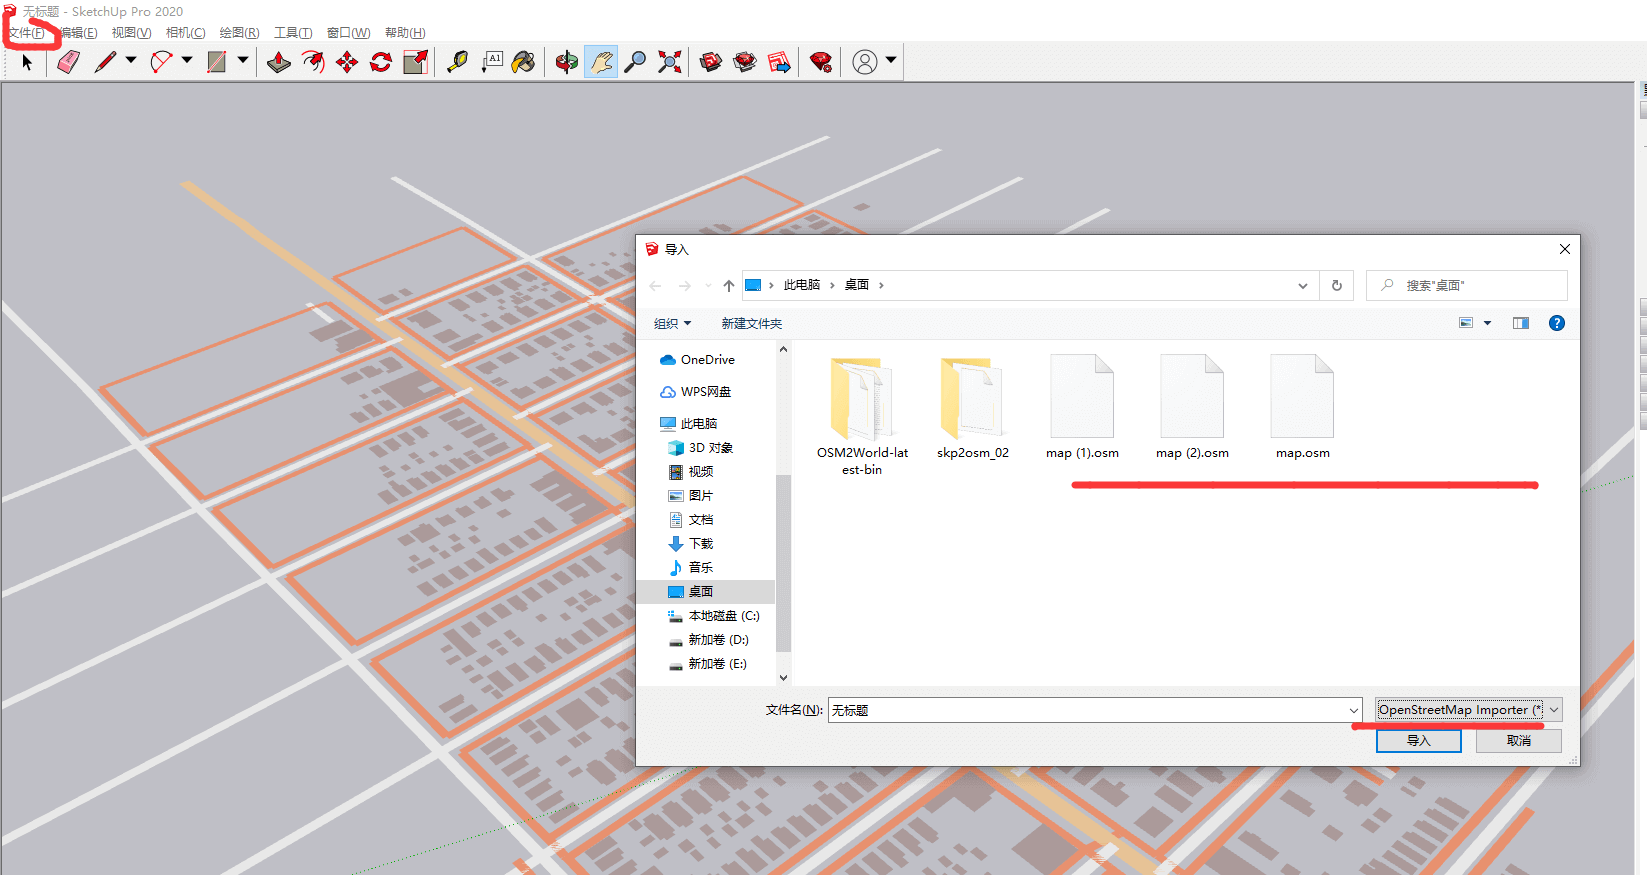 无标题 - SketchUp Pro 2020
文件(F) 编辑(E) 视图(V) 相机(C) 绘图(R) 工具(T) 窗口(W) 帮助(H)
A1
导入
此电脑 › 桌面 ›
搜索"桌面"
组织 新建文件夹
OneDrive
WPS网盘
此电脑
3D 对象
视频
图片
文档
下载
音乐
桌面
本地磁盘 (C:)
新加卷 (D:)
新加卷 (E:)
OSM2World-lat
est-bin
skp2osm_02
map (1).osm
map (2).osm
map.osm
文件名(N): 无标题
OpenStreetMap Importer (*
导入 取消